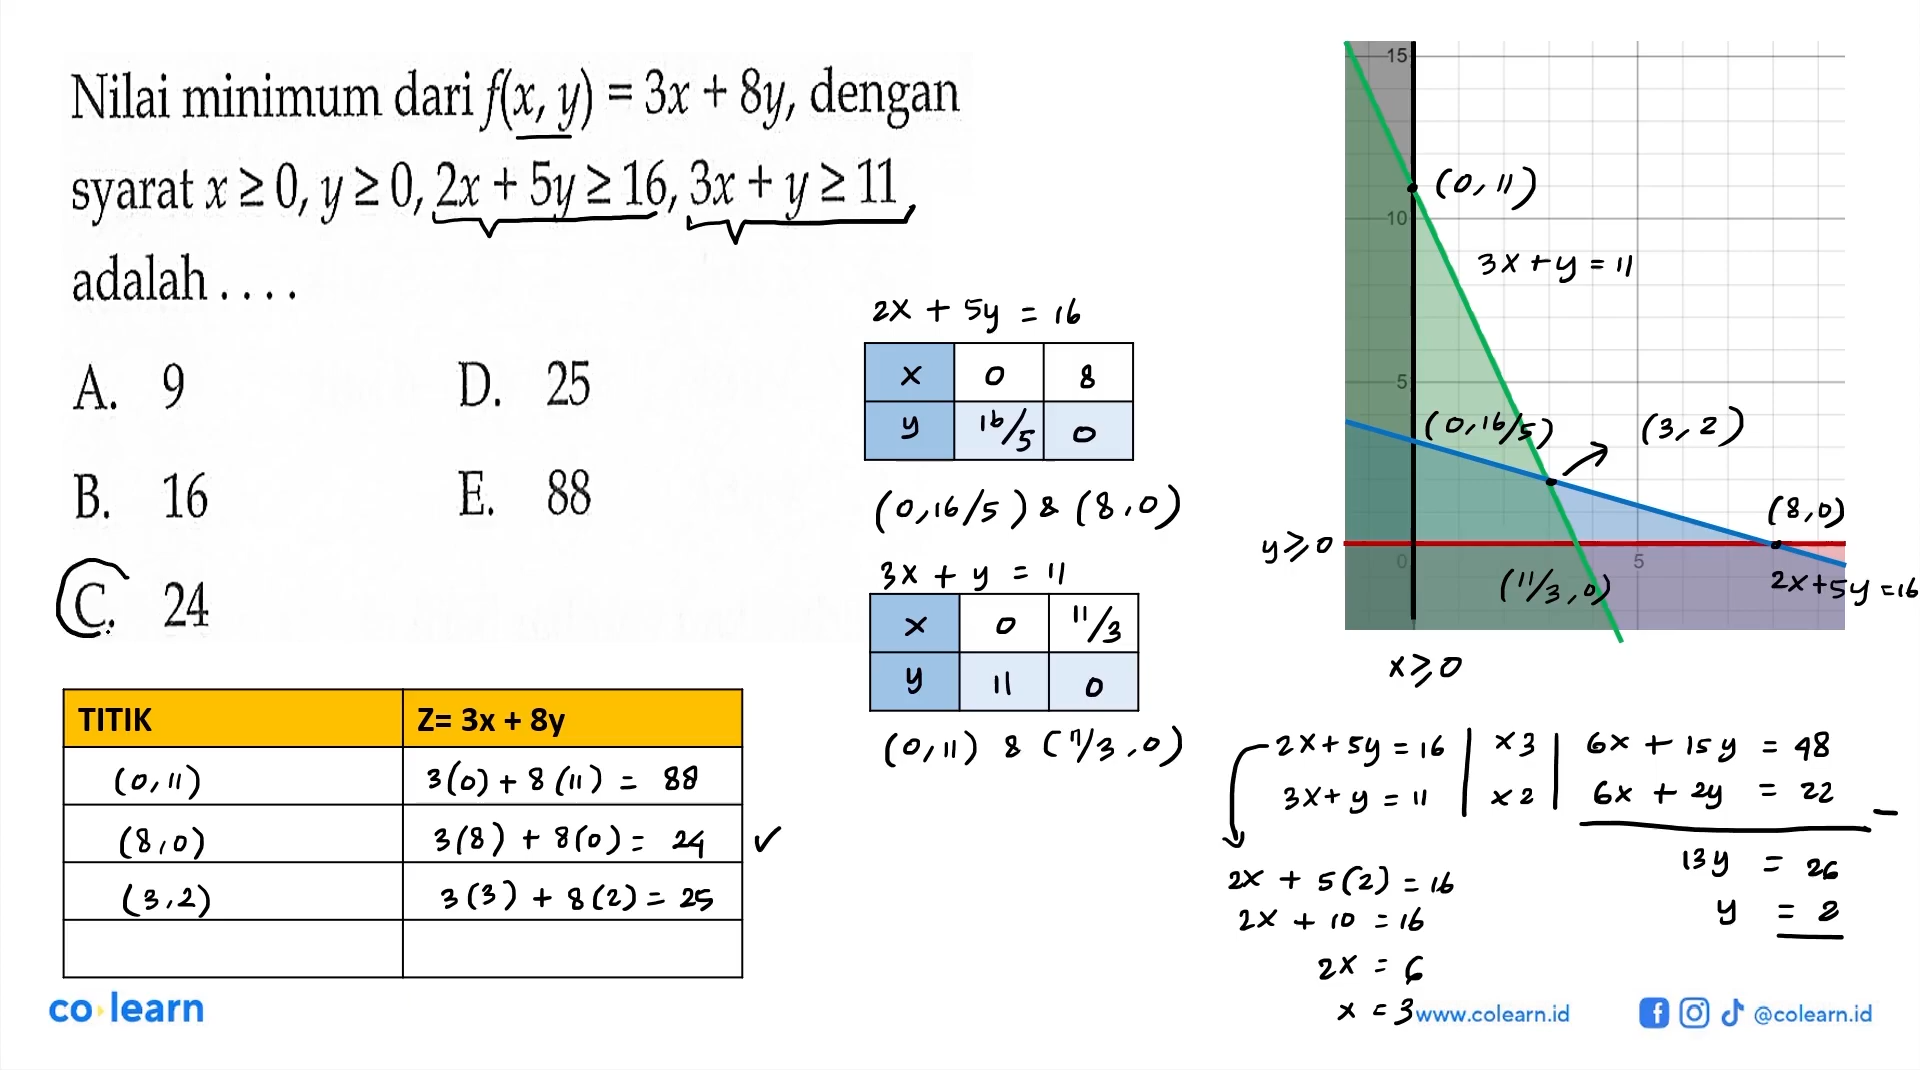 Nilai minimum dari f(x, y) = 3x + 8y, dengan
syarat x ≥ 0, y ≥ 0, 2x + 5y ≥ 16, 3x + y ≥ 11,
adalah ....
A. 9
B. 16
C. 24
D. 25
E. 88
TITIK Z= 3x + 8y
(0,11) 3(0) + 8(11) = 88
(8,0) 3(8) + 8(0) = 24 ✓
(3,2) 3(3) + 8(2) = 25
2x + 5y = 16
x 0 8
y 16/5 0
(0,16/5) & (8,0)
3x + y = 11
x 0 11/3
y 11 0
(0,11) & (11/3,0)
15
(0,11)
10
3x + y = 11
5
(0,16/5) (3,2)
(8,0)
y ≥ 0
0 5
(11/3,0) 2x+5y=16
x ≥ 0
2x + 5y = 16 | x3 | 6x + 15y = 48
3x + y = 11 | x2 | 6x + 2y = 22 –
13y = 26
y = 2
2x + 5(2) = 16
2x + 10 = 16
2x = 6
x = 3
co learn
www.colearn.id
@colearn.id